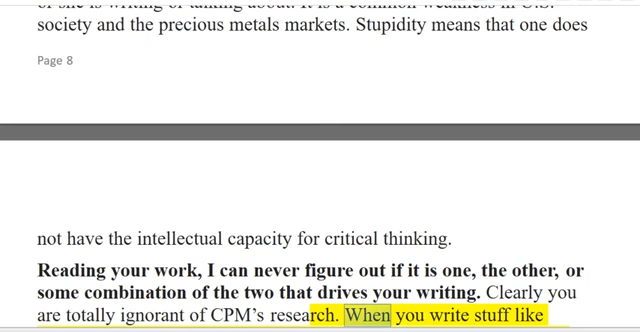 society and the precious metals markets. Stupidity means that one does
Page 8
not have the intellectual capacity for critical thinking.
Reading your work, I can never figure out if it is one, the other, or
some combination of the two that drives your writing. Clearly you
are totally ignorant of CPM’s research. When you write stuff like